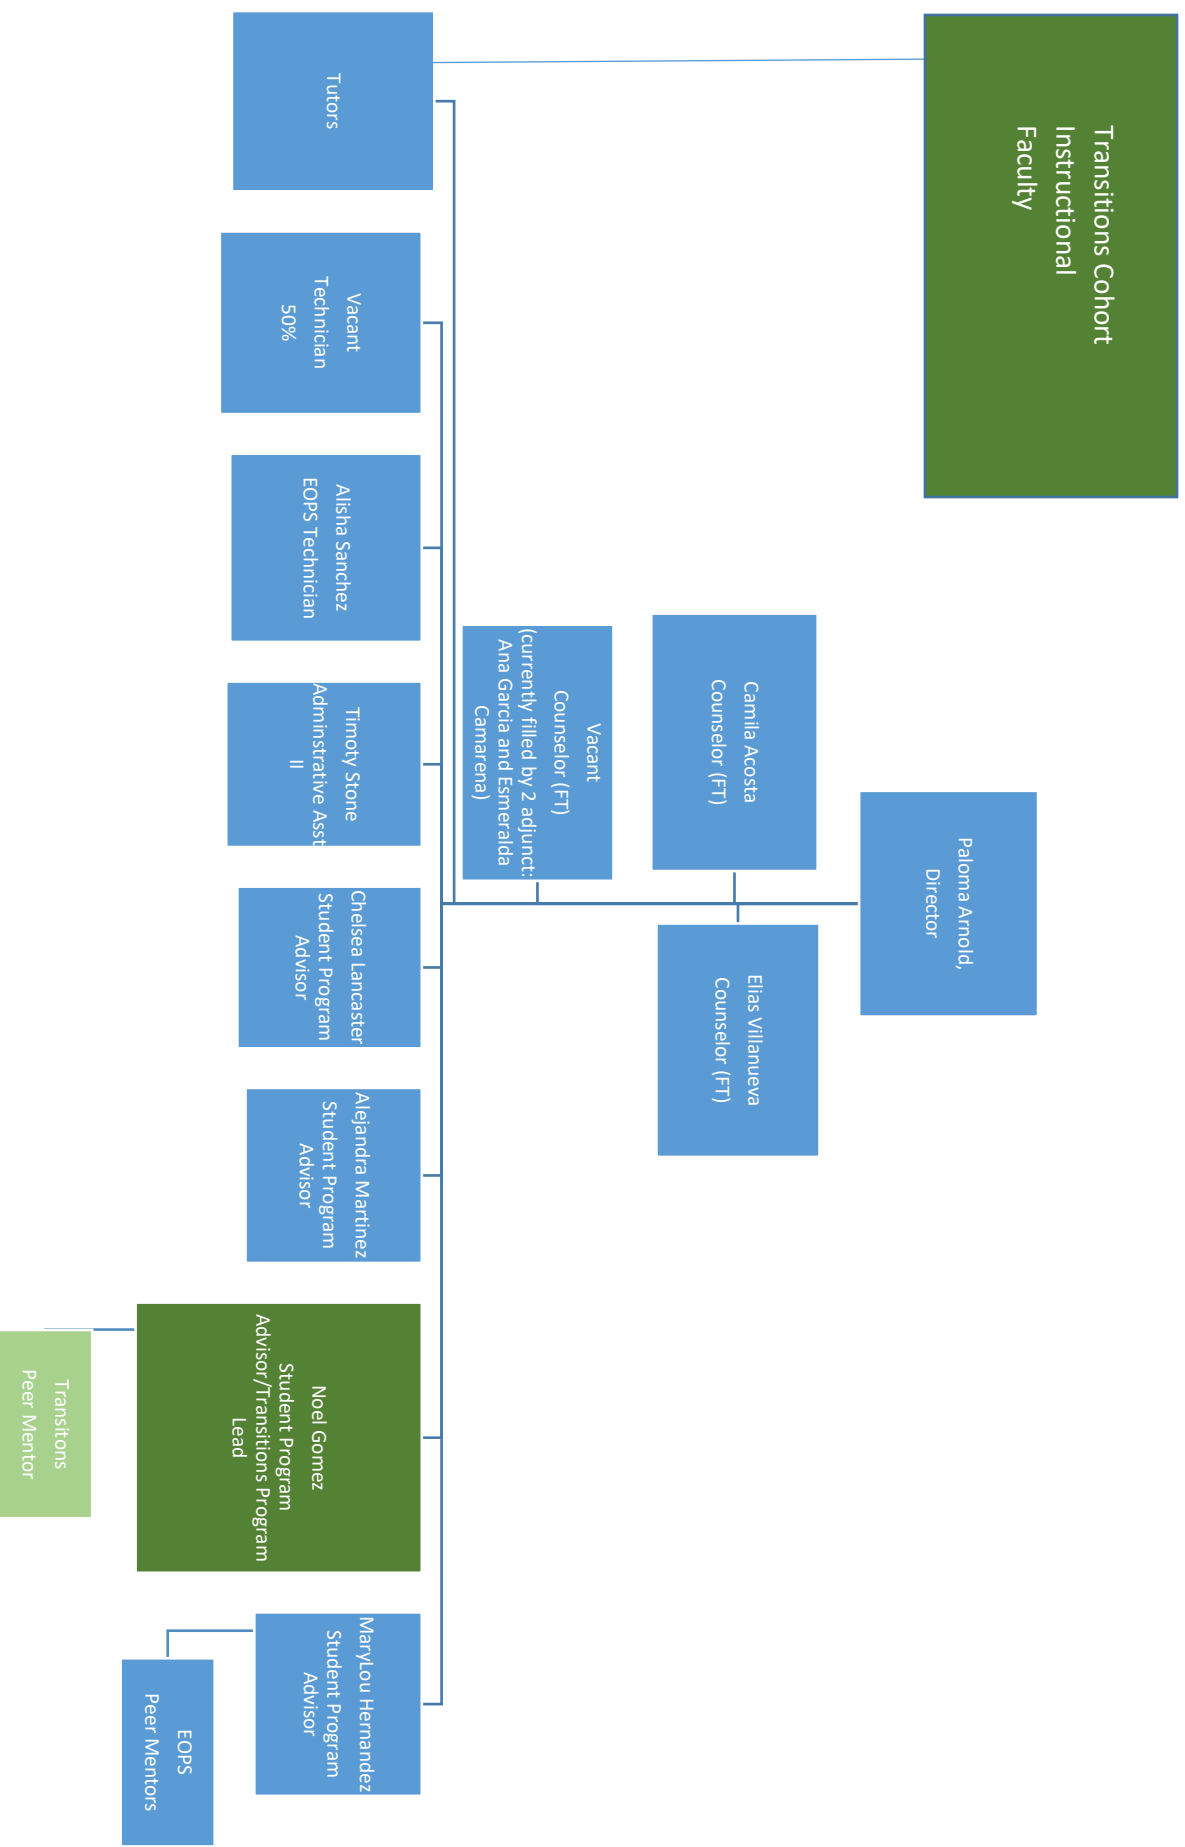 Transitions Cohort
Instructional
Faculty
Paloma Arnold,
Director
Camila Acosta
Counselor (FT)
Elias Villanueva
Counselor (FT)
Vacant
Counselor (FT)
(currently filled by 2 adjunct:
Ana Garcia and Esmeralda
Camarena)
Tutors
Vacant
Technician
50%
Alisha Sanchez
EOPS Technician
Timoty Stone
Adminstrative Asst
II
Chelsea Lancaster
Student Program
Advisor
Alejandra Martinez
Student Program
Advisor
Noel Gomez
Student Program
Advisor/Transitions Program
Lead
MaryLou Hernandez
Student Program
Advisor
Transitons
Peer Mentor
EOPS
Peer Mentors